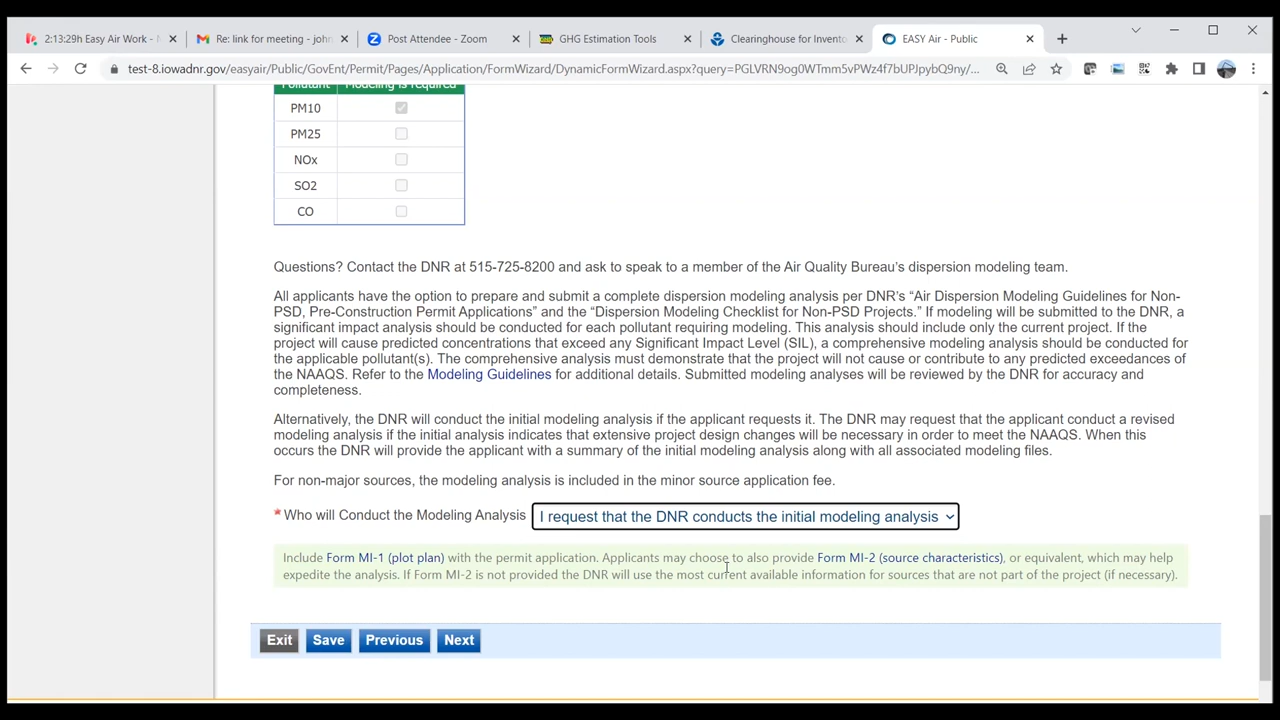 2:13:29h Easy Air Work -
Re: link for meeting - john
Post Attendee - Zoom
GHG Estimation Tools
Clearinghouse for Invento
EASY Air - Public
test-8.iowadnr.gov/easyair/Public/GovEnt/Permit/Pages/Application/FormWizard/DynamicFormWizard.aspx?query=PGLVRN9og0WTmm5vPWz4f7bUPJpybQ9ny/...
Pollutant Modeling is required
PM10
PM25
NOx
SO2
CO
Questions? Contact the DNR at 515-725-8200 and ask to speak to a member of the Air Quality Bureau's dispersion modeling team.
All applicants have the option to prepare and submit a complete dispersion modeling analysis per DNR's “Air Dispersion Modeling Guidelines for Non-
PSD, Pre-Construction Permit Applications” and the “Dispersion Modeling Checklist for Non-PSD Projects.” If modeling will be submitted to the DNR, a
significant impact analysis should be conducted for each pollutant requiring modeling. This analysis should include only the current project. If the
project will cause predicted concentrations that exceed any Significant Impact Level (SIL), a comprehensive modeling analysis should be conducted for
the applicable pollutant(s). The comprehensive analysis must demonstrate that the project will not cause or contribute to any predicted exceedances of
the NAAQS. Refer to the Modeling Guidelines for additional details. Submitted modeling analyses will be reviewed by the DNR for accuracy and
completeness.
Alternatively, the DNR will conduct the initial modeling analysis if the applicant requests it. The DNR may request that the applicant conduct a revised
modeling analysis if the initial analysis indicates that extensive project design changes will be necessary in order to meet the NAAQS. When this
occurs the DNR will provide the applicant with a summary of the initial modeling analysis along with all associated modeling files.
For non-major sources, the modeling analysis is included in the minor source application fee.
* Who will Conduct the Modeling Analysis I request that the DNR conducts the initial modeling analysis
Include Form MI-1 (plot plan) with the permit application. Applicants may choose to also provide Form MI-2 (source characteristics), or equivalent, which may help
expedite the analysis. If Form MI-2 is not provided the DNR will use the most current available information for sources that are not part of the project (if necessary).
Exit Save Previous Next